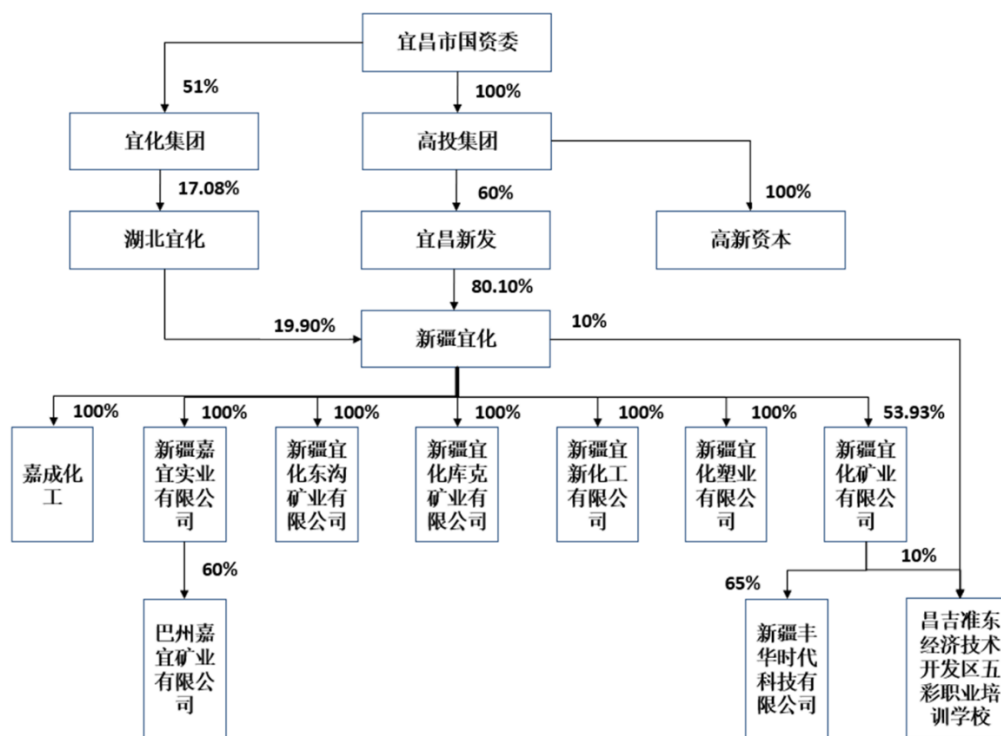 宜昌市国资委
51%
100%
宜化集团
高投集团
17.08%
60%
100%
湖北宜化
宜昌新发
高新资本
80.10%
19.90%
10%
新疆宜化
100%
100%
100%
100%
100%
100%
53.93%
嘉成化
工
新疆嘉
宜实业
有限公
司
新疆宜
化东沟
矿业有
限公司
新疆宜
化库克
矿业有
限公司
新疆宜
新化工
有限公
司
新疆宜
化塑业
有限公
司
新疆宜
化矿业
有限公
司
60%
65%
10%
巴州嘉
宜矿业
有限公
司
新疆丰
华时代
科技有
限公司
昌吉准东
经济技术
开发区五
彩职业培
训学校